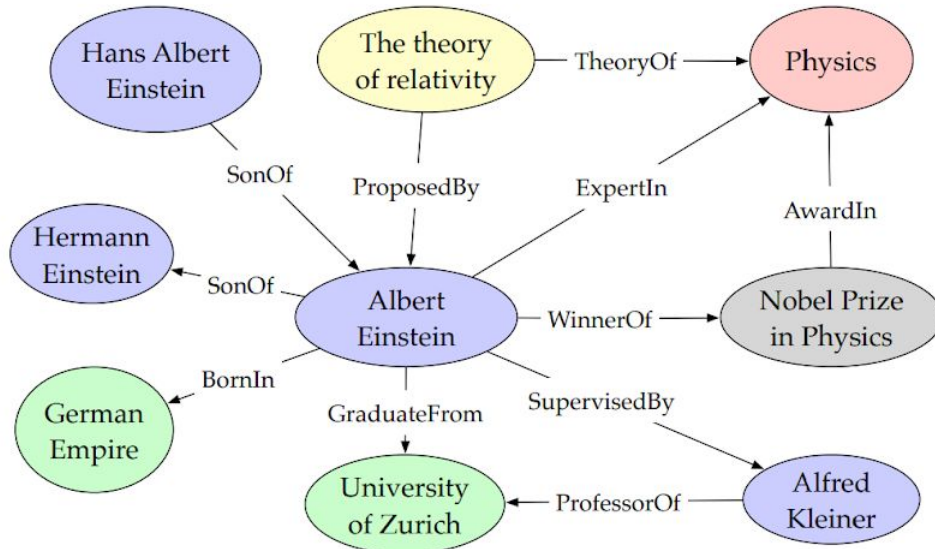 Hans Albert
Einstein
The theory
of relativity
TheoryOf
Physics
SonOf
ProposedBy
ExpertIn
AwardIn
Hermann
Einstein
SonOf
Albert
Einstein
WinnerOf
Nobel Prize
in Physics
BornIn
GraduateFrom
SupervisedBy
German
Empire
University
of Zurich
ProfessorOf
Alfred
Kleiner